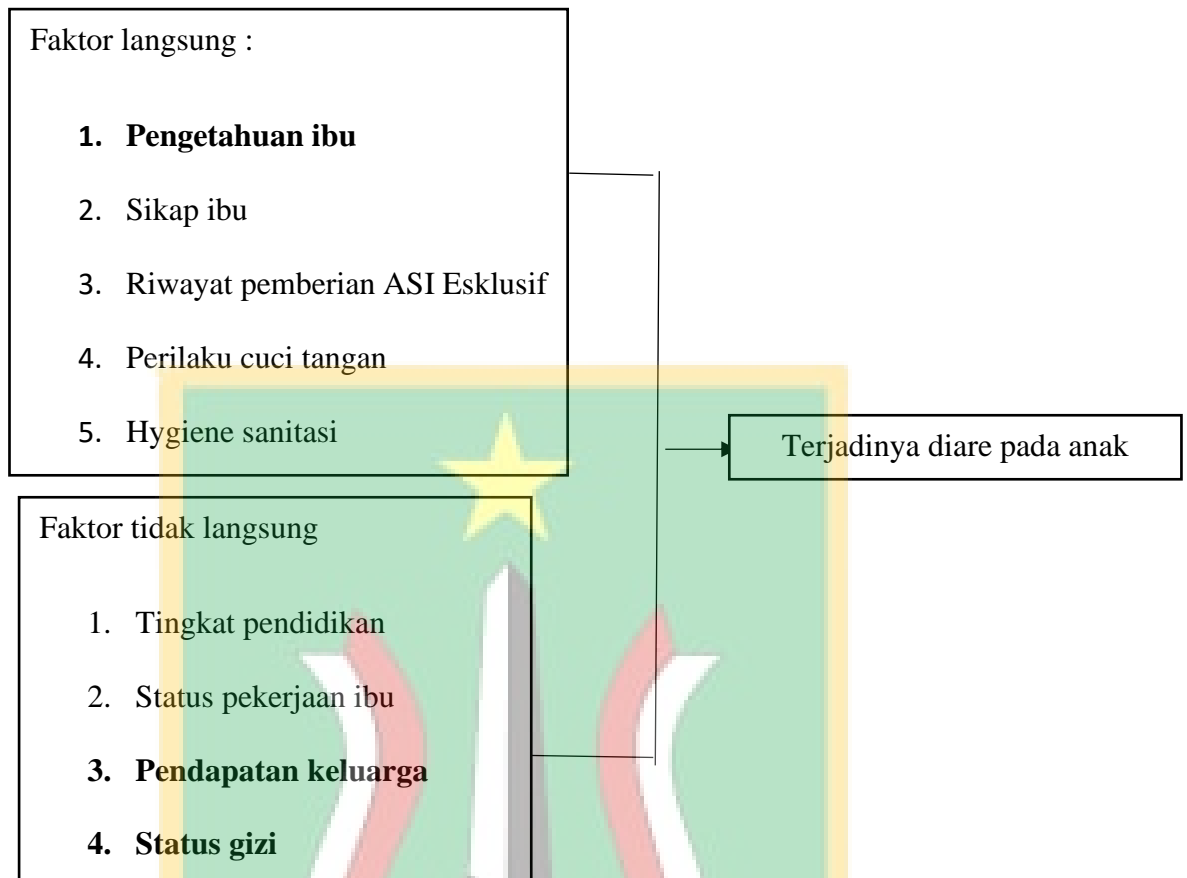 Faktor langsung :
1. Pengetahuan ibu
2. Sikap ibu
3. Riwayat pemberian ASI Esklusif
4. Perilaku cuci tangan
5. Hygiene sanitasi
Terjadinya diare pada anak
Faktor tidak langsung
1. Tingkat pendidikan
2. Status pekerjaan ibu
3. Pendapatan keluarga
4. Status gizi